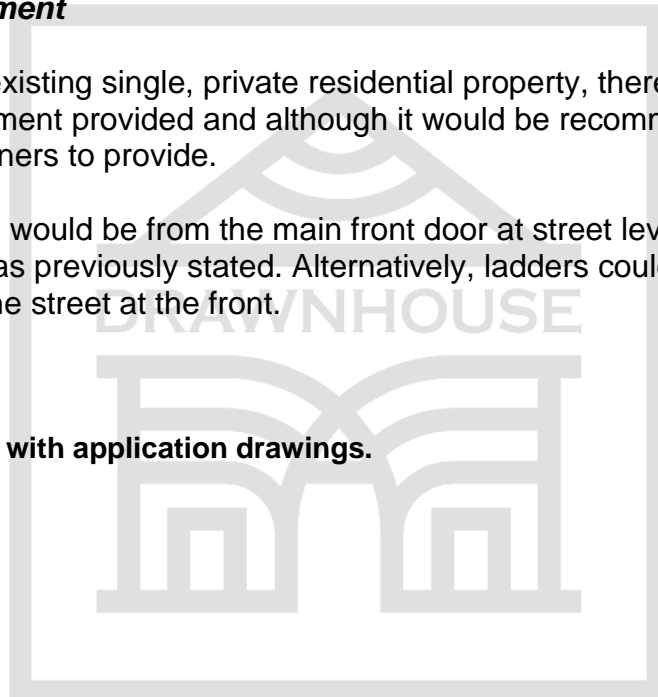 ment
existing single, private residential property, there
ment provided and although it would be recomm
ners to provide.
would be from the main front door at street lev
as previously stated. Alternatively, ladders coul
e street at the front.
DRAWNHOUSE
with application drawings.